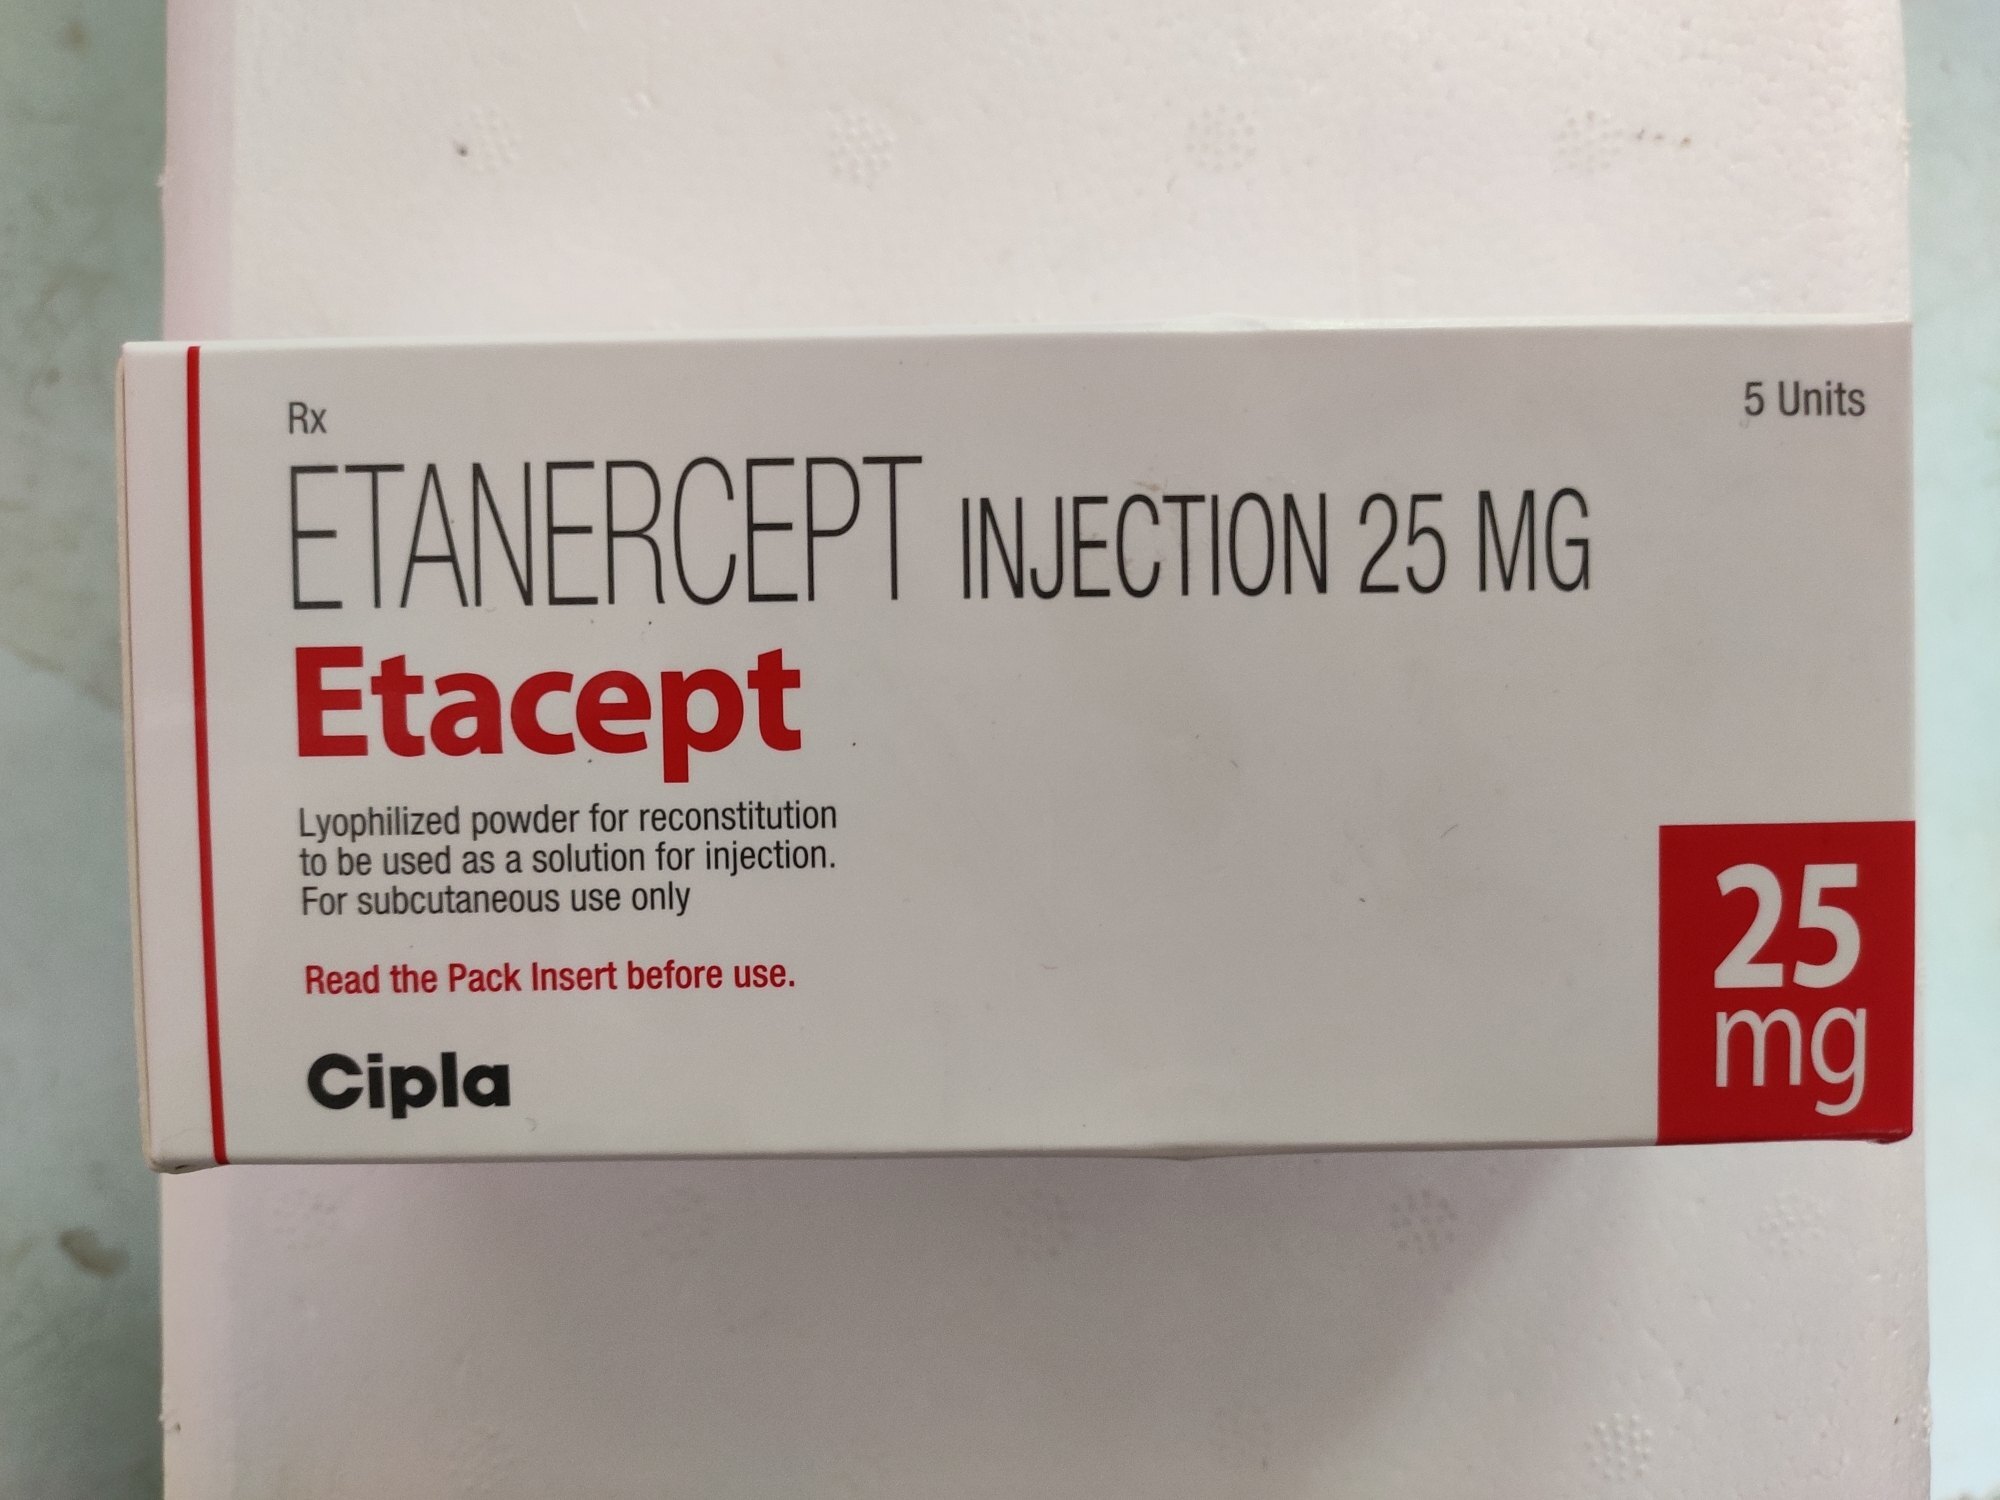 Rx
5 Units
ETANERCEPT INJECTION 25 MG
Etacept
Lyophilized powder for reconstitution
to be used as a solution for injection.
For subcutaneous use only
Read the Pack Insert before use.
Cipla
25
mg